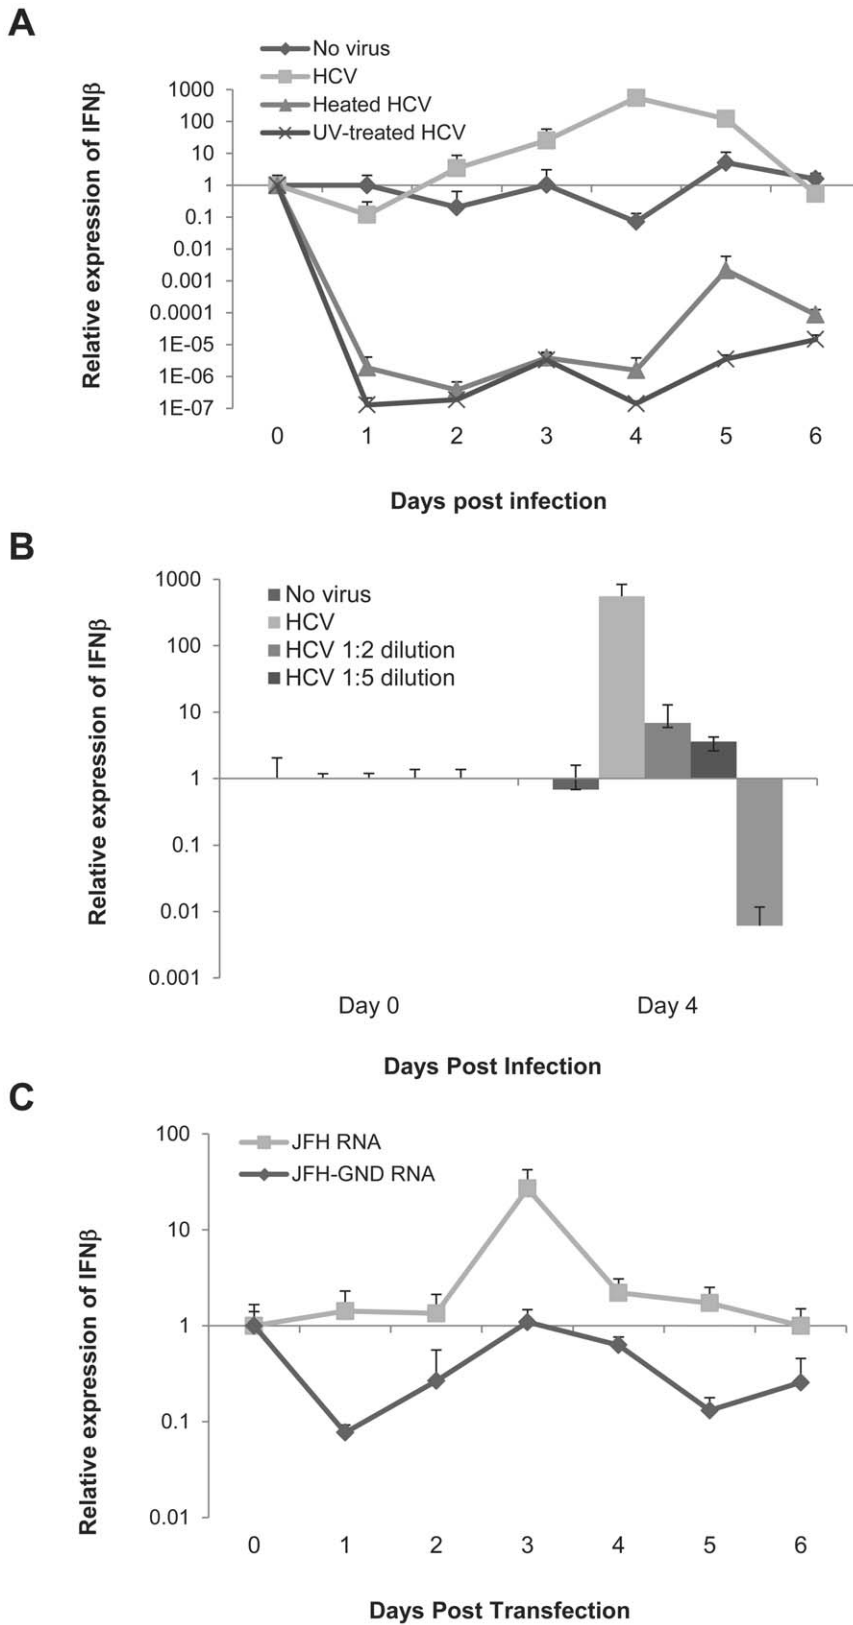 A
No virus
HCV
Heated HCV
UV-treated HCV
Relative expression of IFNβ
1000
100
10
1
0.1
0.01
0.001
0.0001
1E-05
1E-06
1E-07
0 1 2 3 4 5 6
Days post infection
B
No virus
HCV
HCV 1:2 dilution
HCV 1:5 dilution
Relative expression of IFNβ
1000
100
10
1
0.1
0.01
0.001
Day 0 Day 4
Days Post Infection
C
JFH RNA
JFH-GND RNA
Relative expression of IFNβ
100
10
1
0.1
0.01
0 1 2 3 4 5 6
Days Post Transfection